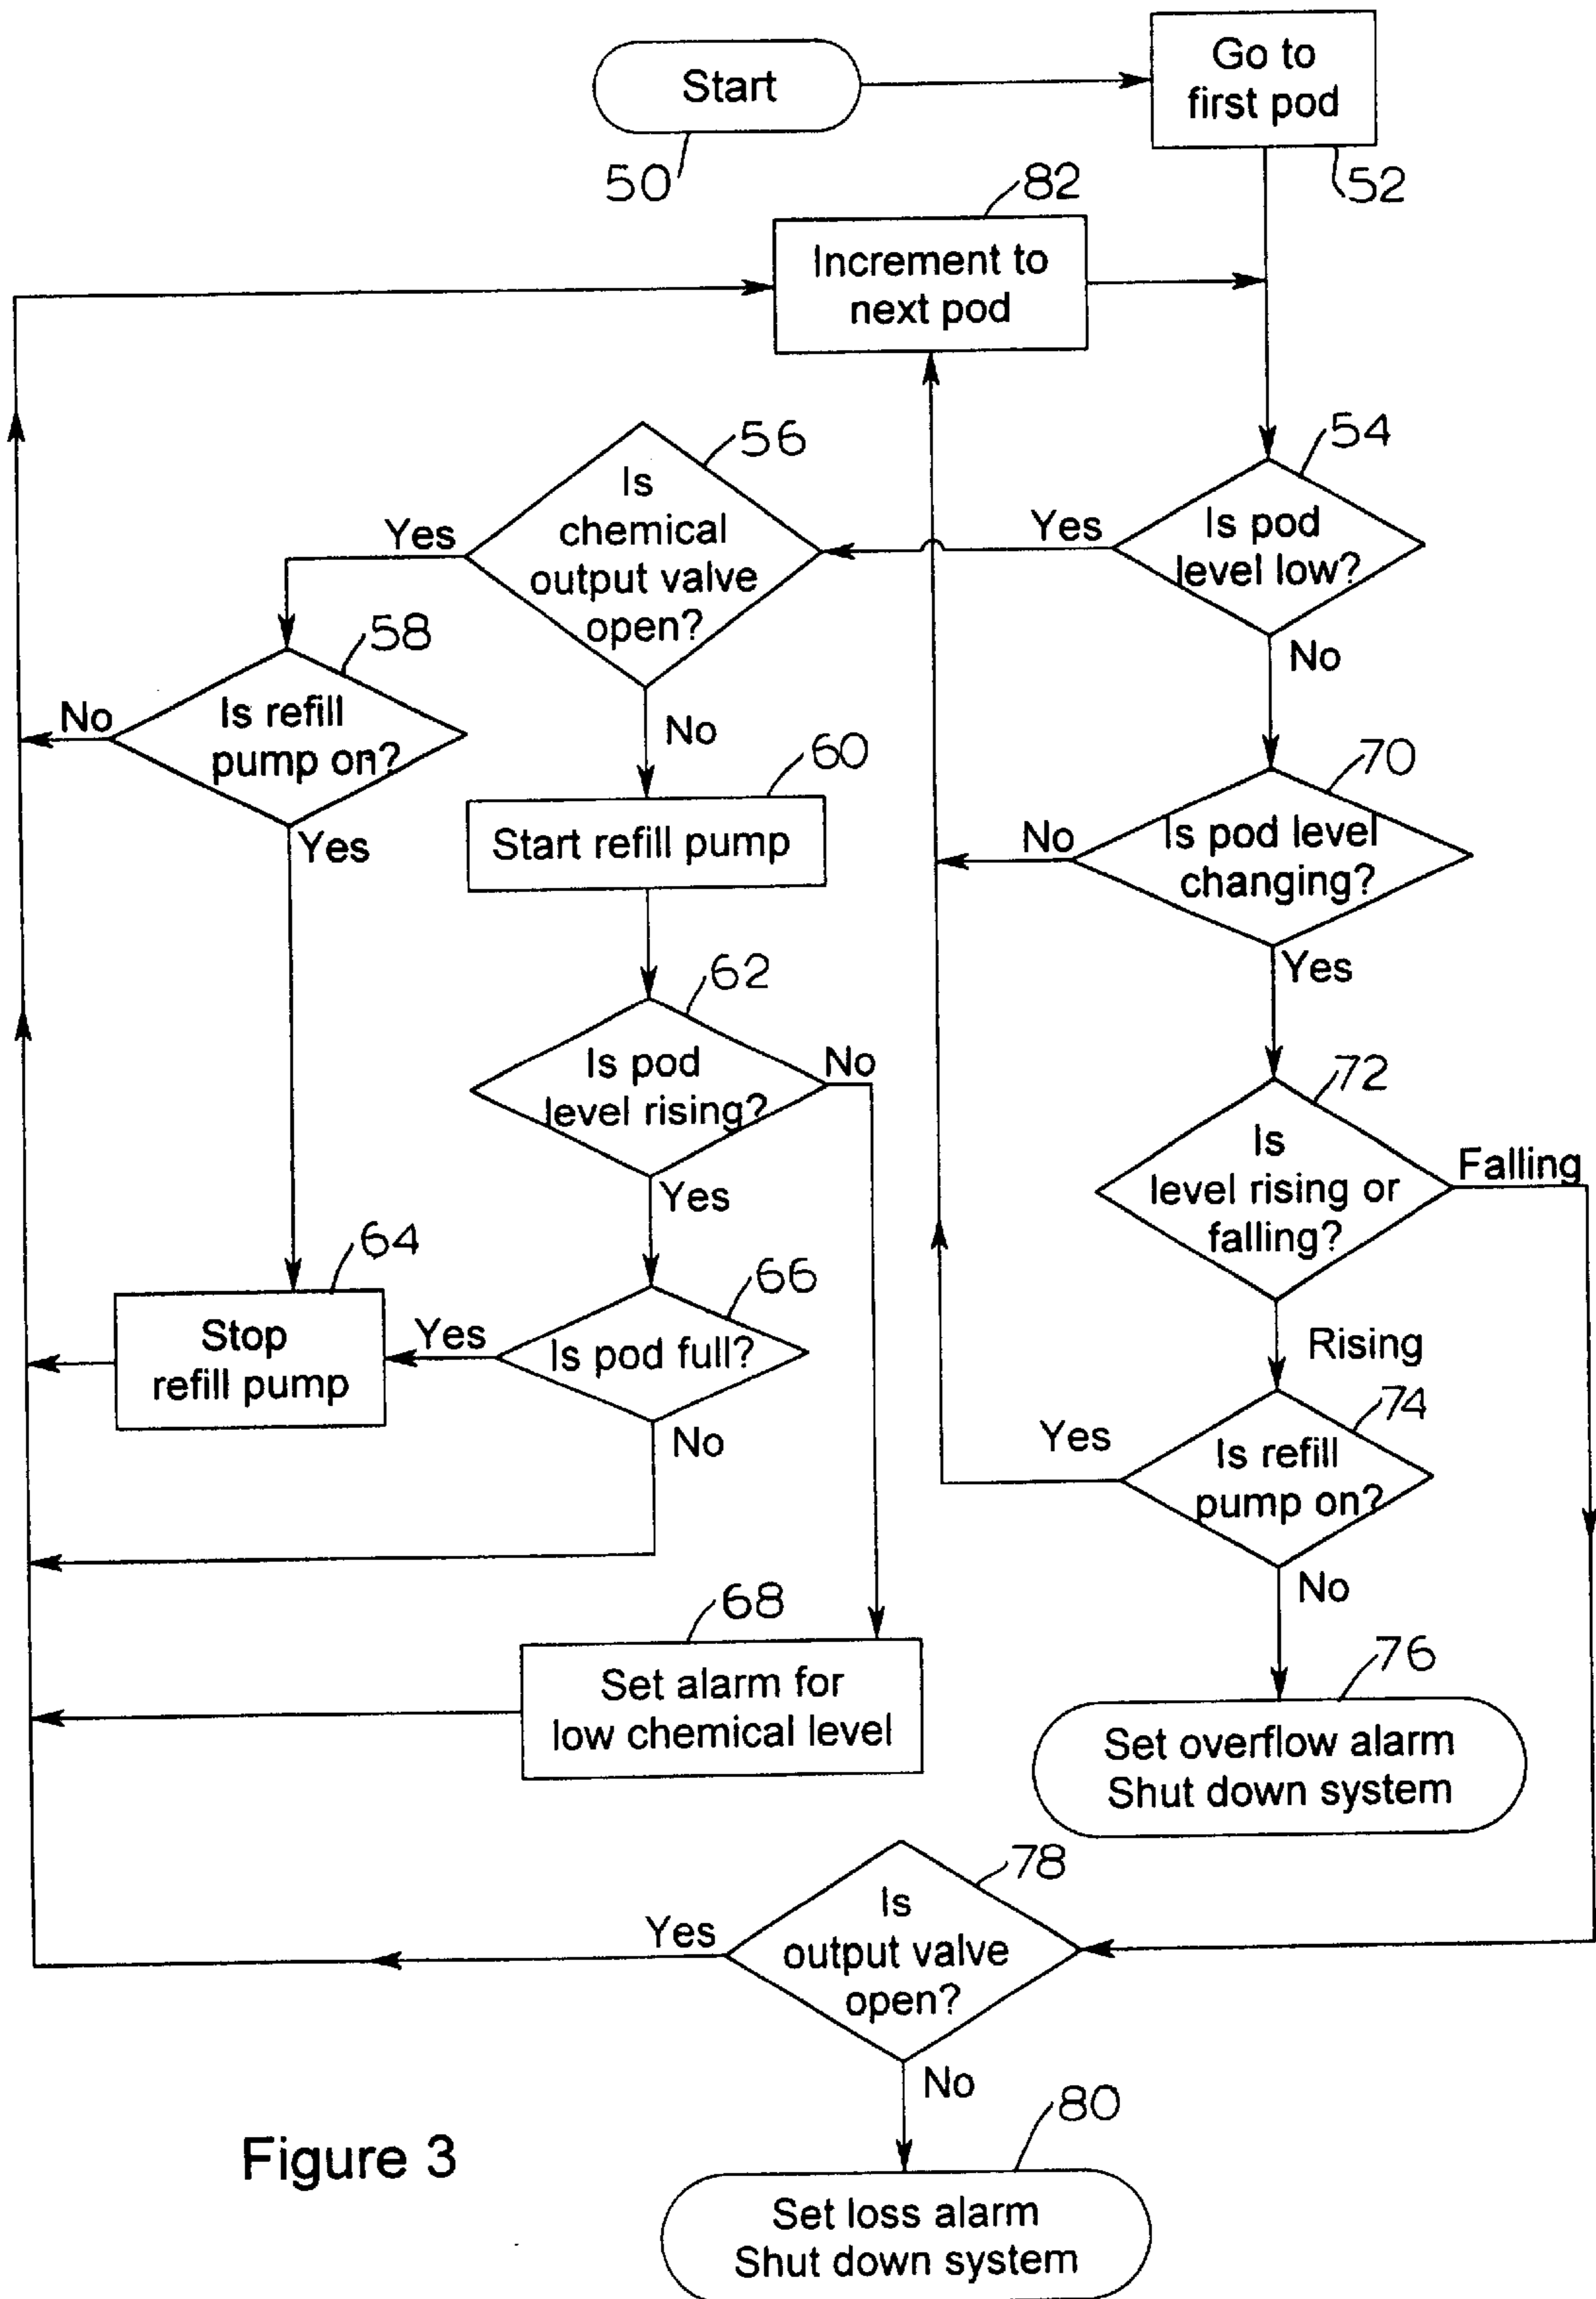 Start
50
Go to
first pod
52
82
Increment to
next pod
54
Is pod
level low?
Yes
No
56
Is
chemical
output valve
open?
Yes
No
58
Is refill
pump on?
No
Yes
60
Start refill pump
70
Is pod level
changing?
No
Yes
62
Is pod
level rising?
No
Yes
72
Is
level rising or
falling?
Falling
Rising
64
Stop
refill pump
66
Is pod full?
Yes
No
74
Is refill
pump on?
Yes
No
68
Set alarm for
low chemical level
76
Set overflow alarm
Shut down system
78
Is
output valve
open?
Yes
No
80
Set loss alarm
Shut down system
Figure 3